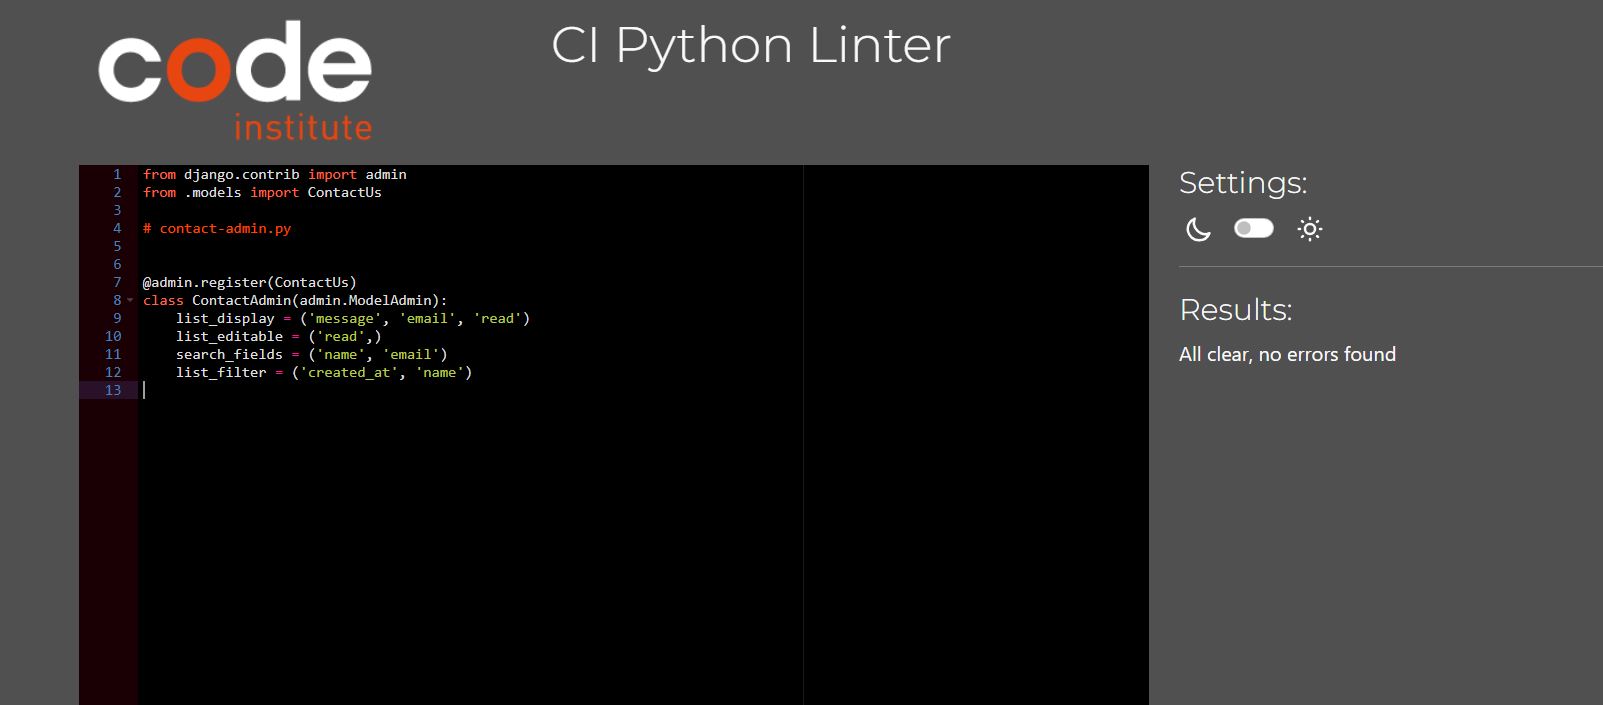 code
institute
CI Python Linter
1 from django.contrib import admin
2 from .models import ContactUs
3
4 # contact-admin.py
5
6
7 @admin.register(ContactUs)
8 class ContactAdmin(admin.ModelAdmin):
9     list_display = ('message', 'email', 'read')
10     list_editable = ('read',)
11     search_fields = ('name', 'email')
12     list_filter = ('created_at', 'name')
13
Settings:
Results:
All clear, no errors found